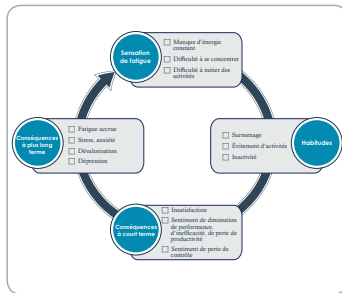 Sensation
de fatigue
☐ Manque d'énergie
constant
☐ Difficulté à se concentrer
☐ Difficulté à initier des
activités
Habitudes
☐ Surmenage
☐ Évitement d'activités
☐ Inactivité
Conséquences
à court terme
☐ Insatisfaction
☐ Sentiment de diminution
de performance,
d'inefficacité, de perte de
productivité
☐ Sentiment de perte de
contrôle
Conséquences
à plus long
terme
☐ Fatigue accrue
☐ Stress, anxiété
☐ Dévalorisation
☐ Dépression